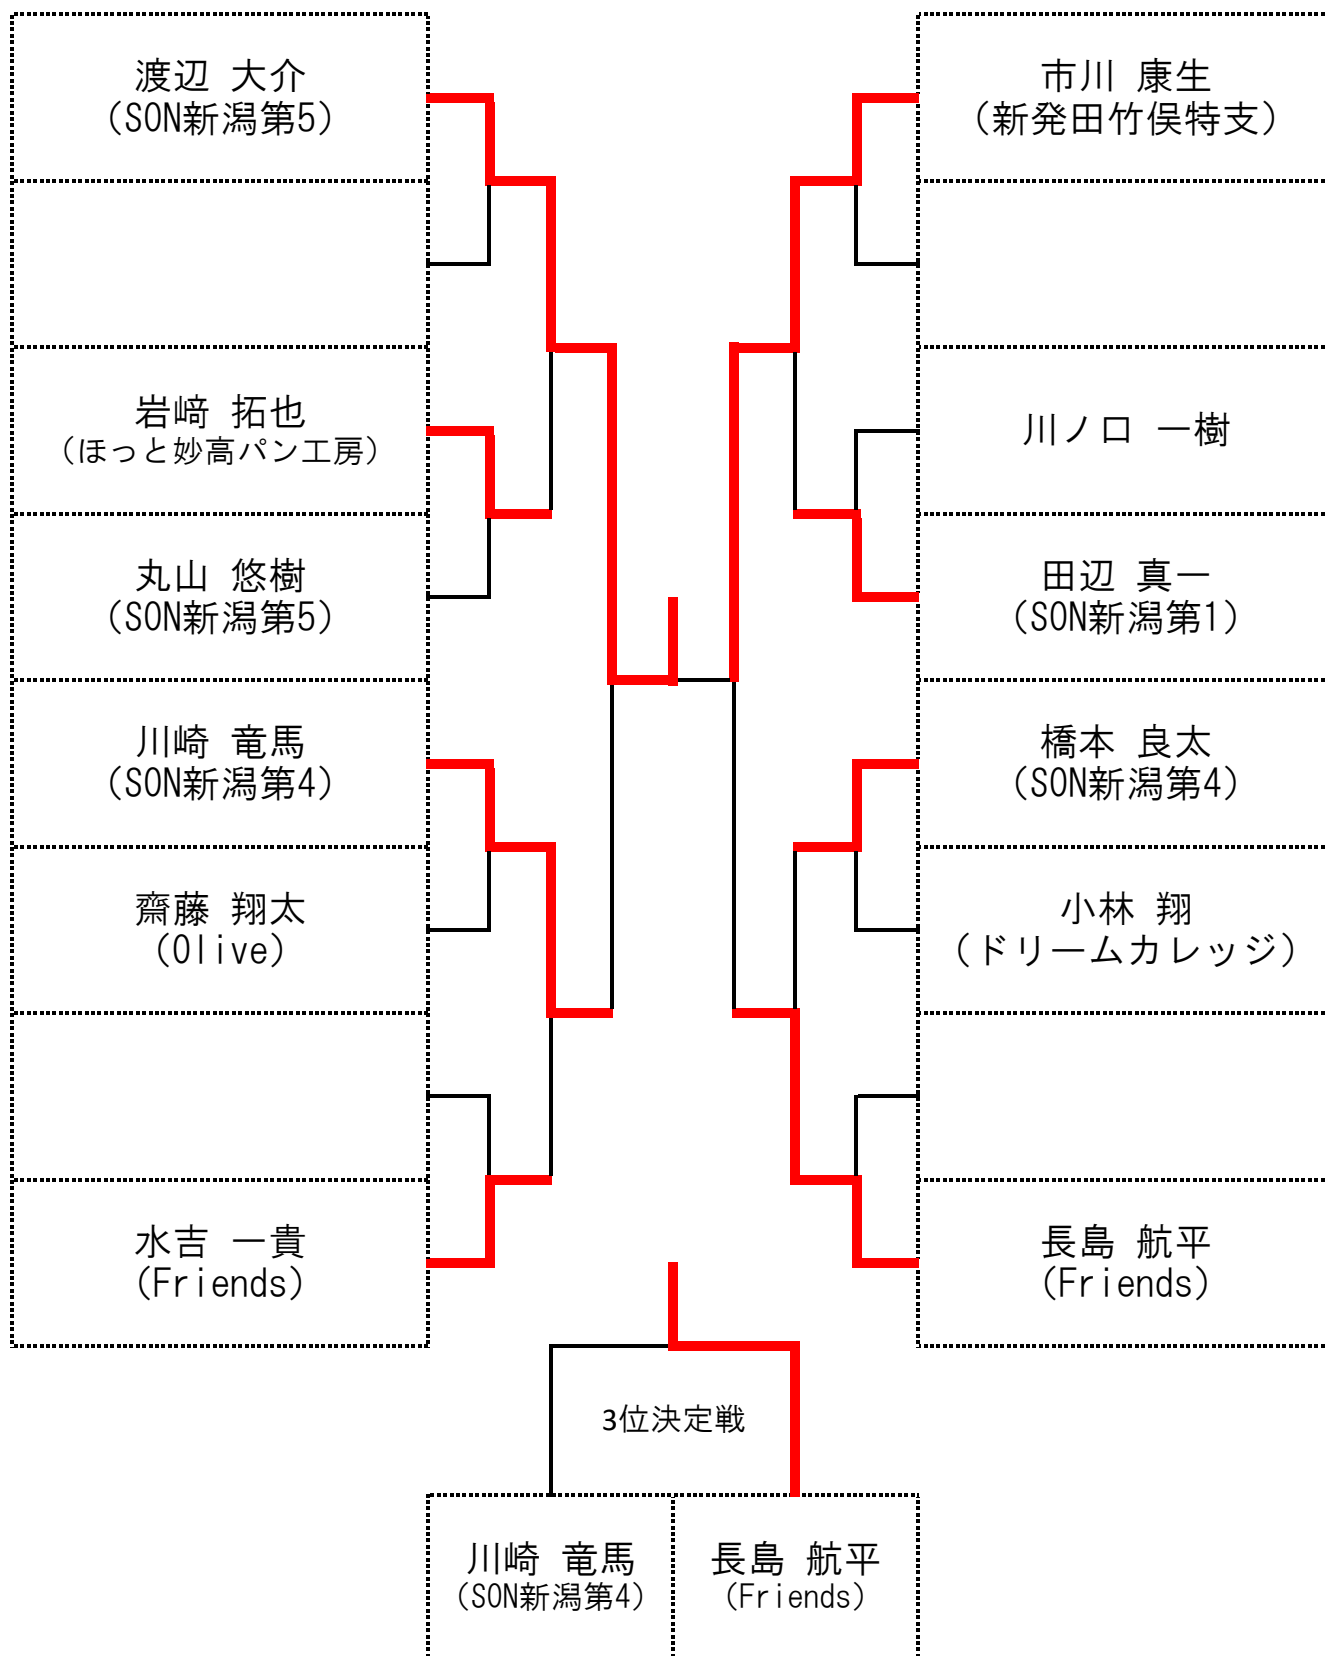 渡辺 大介
(SON新潟第5)
岩﨑 拓也
(ほっと妙高パン工房)
丸山 悠樹
(SON新潟第5)
川崎 竜馬
(SON新潟第4)
齋藤 翔太
(Olive)
水吉 一貴
(Friends)
市川 康生
(新発田竹俣特支)
川ノ口 一樹
田辺 真一
(SON新潟第1)
橋本 良太
(SON新潟第4)
小林 翔
(ドリームカレッジ)
長島 航平
(Friends)
3位決定戦
川崎 竜馬
(SON新潟第4)
長島 航平
(Friends)